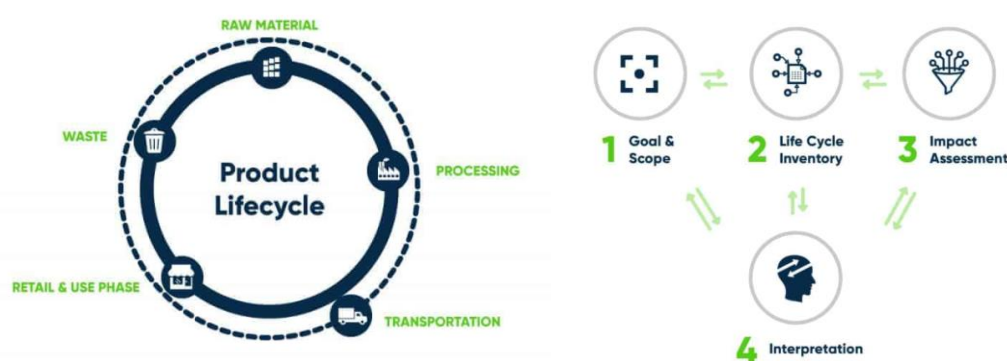 RAW MATERIAL
WASTE
Product
Lifecycle
PROCESSING
RETAIL & USE PHASE
TRANSPORTATION
1 Goal &
Scope
2 Life Cycle
Inventory
3 Impact
Assessment
4 Interpretation